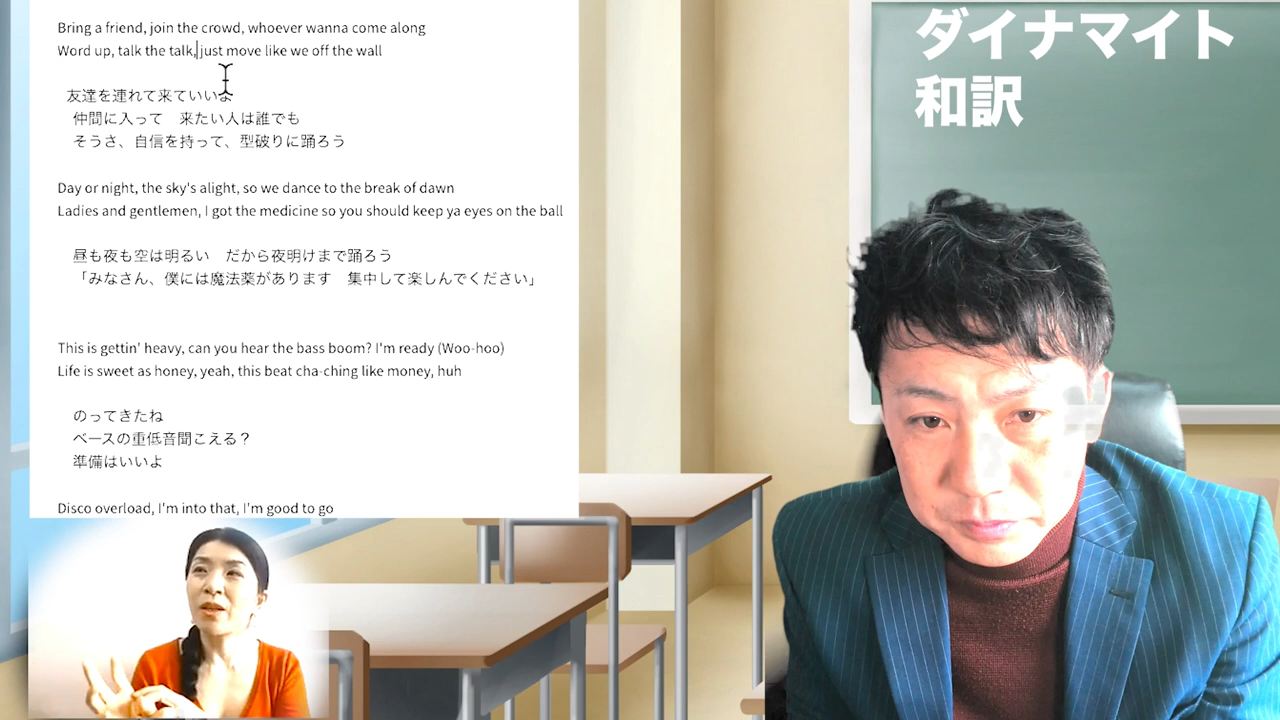 Bring a friend, join the crowd, whoever wanna come along
Word up, talk the talk, just move like we off the wall
友達を連れて来ていいよ
仲間に入って　来たい人は誰でも
そうさ、自信を持って、型破りに踊ろう
Day or night, the sky's alight, so we dance to the break of dawn
Ladies and gentlemen, I got the medicine so you should keep ya eyes on the ball
昼も夜も空は明るい　だから夜明けまで踊ろう
「みなさん、僕には魔法薬があります　集中して楽しんでください」
This is gettin' heavy, can you hear the bass boom? I'm ready (Woo-hoo)
Life is sweet as honey, yeah, this beat cha-ching like money, huh
のってきたね
ベースの重低音聞こえる？
準備はいいよ
Disco overload, I'm into that, I'm good to go
ダイナマイト
和訳